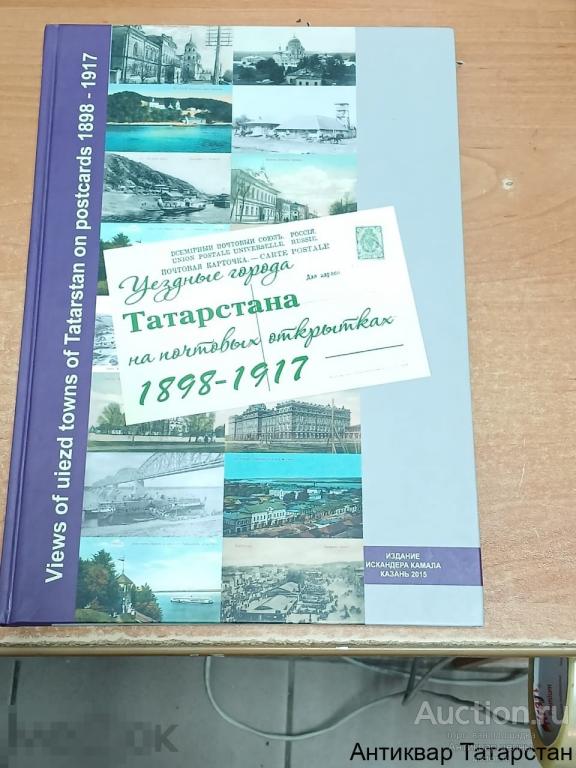 Views of uiezd towns of Tatarstan on postcards 1898 - 1917
ВСЕМІРНЫЙ ПОЧТОВЫЙ СОЮЗЪ. РОССІЯ.
UNION POSTALE UNIVERSELLE. RUSSIE.
ПОЧТОВАЯ КАРТОЧКА. — CARTE POSTALE
Для адреса
Уездные города
Татарстана
на почтовых открытках
1898-1917
ИЗДАНИЕ
ИСКАНДЕРА КАМАЛА
КАЗАНЬ 2015
Auction.ru
Антиквар Татарстан